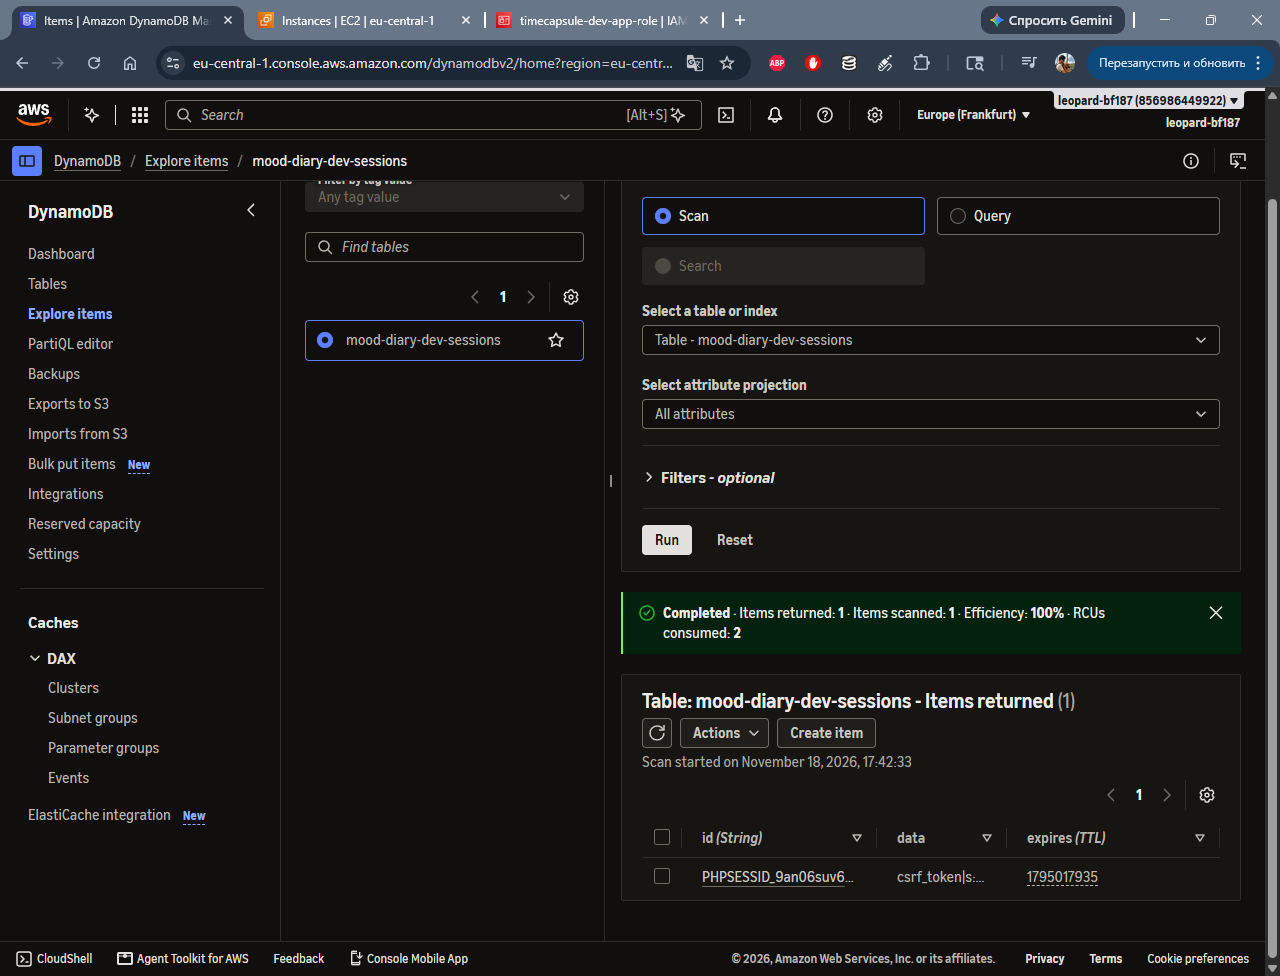 Items | Amazon DynamoDB Ma
Instances | EC2 | eu-central-1
timecapsule-dev-app-role | IAM
Спросить Gemini
eu-central-1.console.aws.amazon.com/dynamodbv2/home?region=eu-centr...
ABP
Перезапустить и обновить
aws
Search
[Alt+S]
Europe (Frankfurt)
leopard-bf187 (856986449922)
leopard-bf187
DynamoDB / Explore items / mood-diary-dev-sessions
DynamoDB
Dashboard
Tables
Explore items
PartiQL editor
Backups
Exports to S3
Imports from S3
Bulk put items New
Integrations
Reserved capacity
Settings
Caches
DAX
Clusters
Subnet groups
Parameter groups
Events
ElastiCache integration New
Filter by tag value
Any tag value
Find tables
1
mood-diary-dev-sessions
Scan
Query
Search
Select a table or index
Table - mood-diary-dev-sessions
Select attribute projection
All attributes
Filters - optional
Run
Reset
Completed · Items returned: 1 · Items scanned: 1 · Efficiency: 100% · RCUs
consumed: 2
Table: mood-diary-dev-sessions - Items returned (1)
Actions
Create item
Scan started on November 18, 2026, 17:42:33
1
id (String)
data
expires (TTL)
PHPSESSID_9an06suv6...
csrf_token|s:...
1795017935
CloudShell
Agent Toolkit for AWS
Feedback
Console Mobile App
© 2026, Amazon Web Services, Inc. or its affiliates.
Privacy
Terms
Cookie preferences